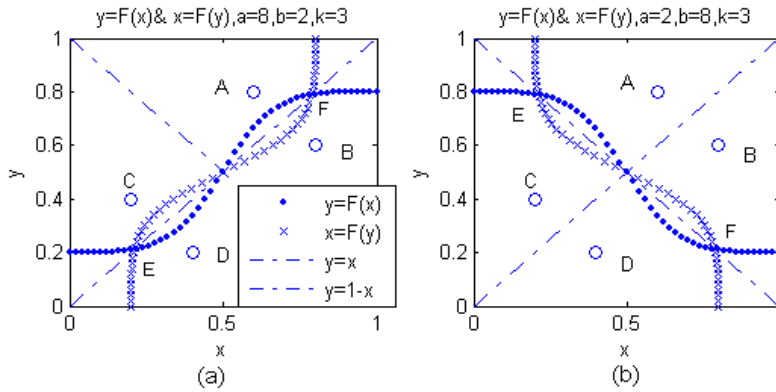 y=F(x)& x=F(y),a=8,b=2,k=3
1
0.8
0.6
0.4
0.2
0
y
0
0.5
1
x
A
B
C
D
E
F
y=F(x)
x=F(y)
y=x
y=1-x
(a)
y=F(x)& x=F(y),a=2,b=8,k=3
1
0.8
0.6
0.4
0.2
0
y
0
0.5
x
A
B
C
D
E
F
(b)